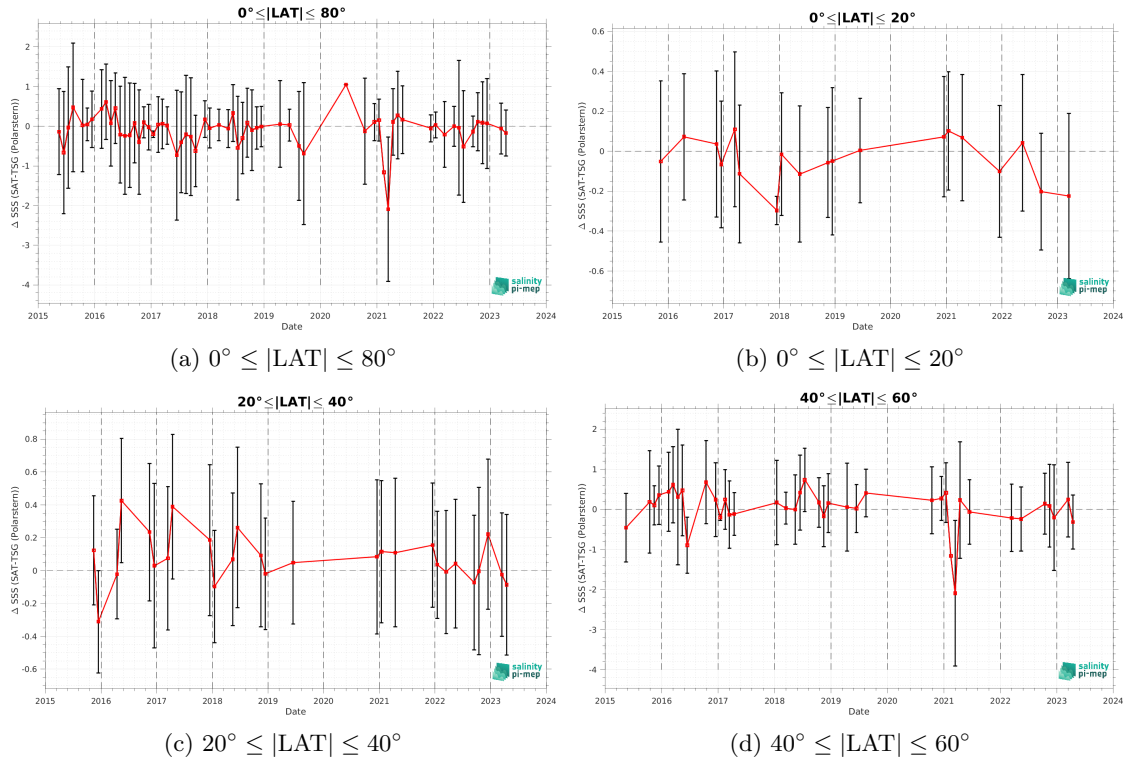 0°≤|LAT|≤ 80°
Δ SSS (SAT-TSG (Polarstern))
2
1
0
-1
-2
-3
-4
2015 2016 2017 2018 2019 2020 2021 2022 2023 2024
Date
salinity
pi-mep
(a) 0° ≤ |LAT| ≤ 80°
0°≤|LAT|≤ 20°
Δ SSS (SAT-TSG (Polarstern))
0.6
0.4
0.2
0
-0.2
-0.4
-0.6
2015 2016 2017 2018 2019 2020 2021 2022 2023 2024
Date
salinity
pi-mep
(b) 0° ≤ |LAT| ≤ 20°
20°≤|LAT|≤ 40°
Δ SSS (SAT-TSG (Polarstern))
0.8
0.6
0.4
0.2
0
-0.2
-0.4
-0.6
2015 2016 2017 2018 2019 2020 2021 2022 2023 2024
Date
salinity
pi-mep
(c) 20° ≤ |LAT| ≤ 40°
40°≤|LAT|≤ 60°
Δ SSS (SAT-TSG (Polarstern))
2
1
0
-1
-2
-3
-4
2015 2016 2017 2018 2019 2020 2021 2022 2023 2024
Date
salinity
pi-mep
(d) 40° ≤ |LAT| ≤ 60°